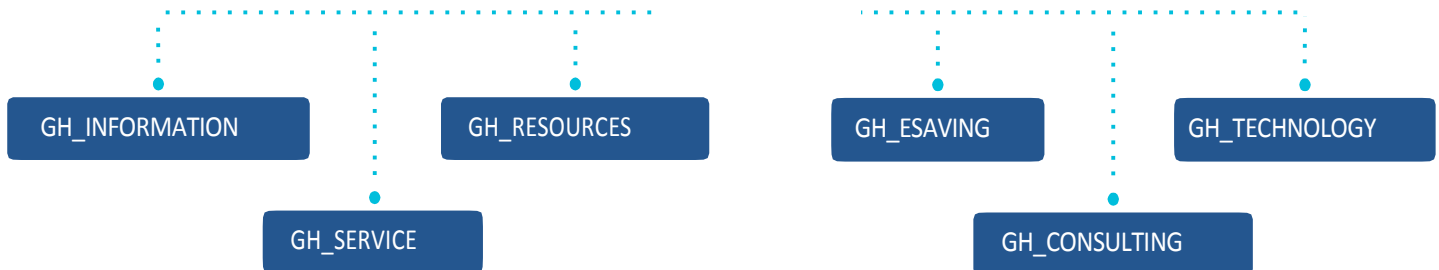 GH_INFORMATION
GH_RESOURCES
GH_ESAVING
GH_TECHNOLOGY
GH_SERVICE
GH_CONSULTING